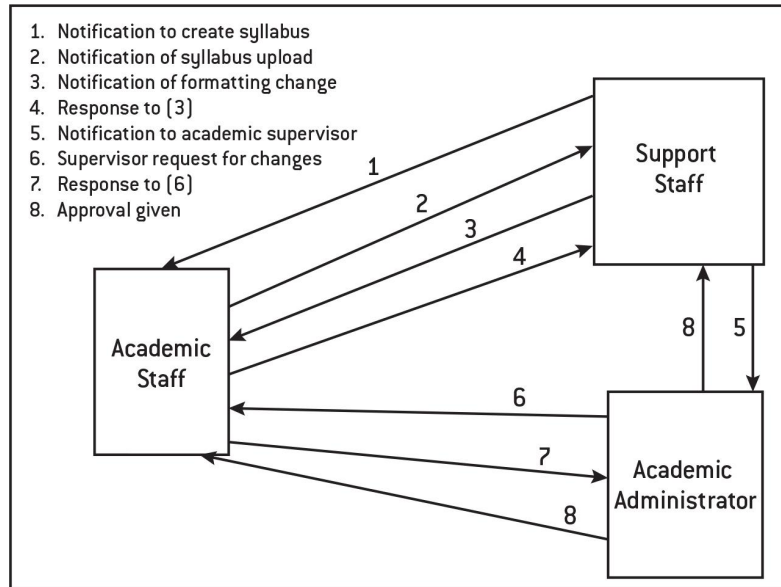 1. Notification to create syllabus
2. Notification of syllabus upload
3. Notification of formatting change
4. Response to (3)
5. Notification to academic supervisor
6. Supervisor request for changes
7. Response to (6)
8. Approval given
Support
Staff
1
2
3
4
Academic
Staff
8
5
6
7
8
Academic
Administrator